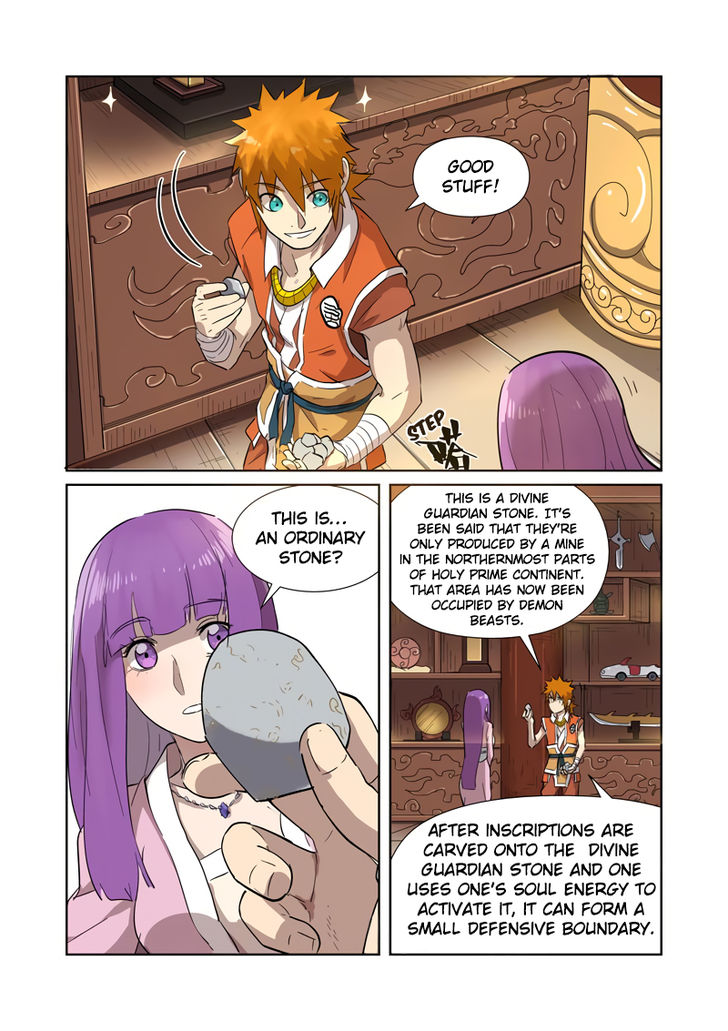 GOOD
STUFF!
STEP
THIS IS...
AN ORDINARY
STONE?
THIS IS A DIVINE
GUARDIAN STONE. IT'S
BEEN SAID THAT THEY'RE
ONLY PRODUCED BY A MINE
IN THE NORTHERNMOST PARTS
OF HOLY PRIME CONTINENT.
THAT AREA HAS NOW BEEN
OCCUPIED BY DEMON
BEASTS.
AFTER INSCRIPTIONS ARE
CARVED ONTO THE DIVINE
GUARDIAN STONE AND ONE
USES ONE'S SOUL ENERGY TO
ACTIVATE IT, IT CAN FORM A
SMALL DEFENSIVE BOUNDARY.